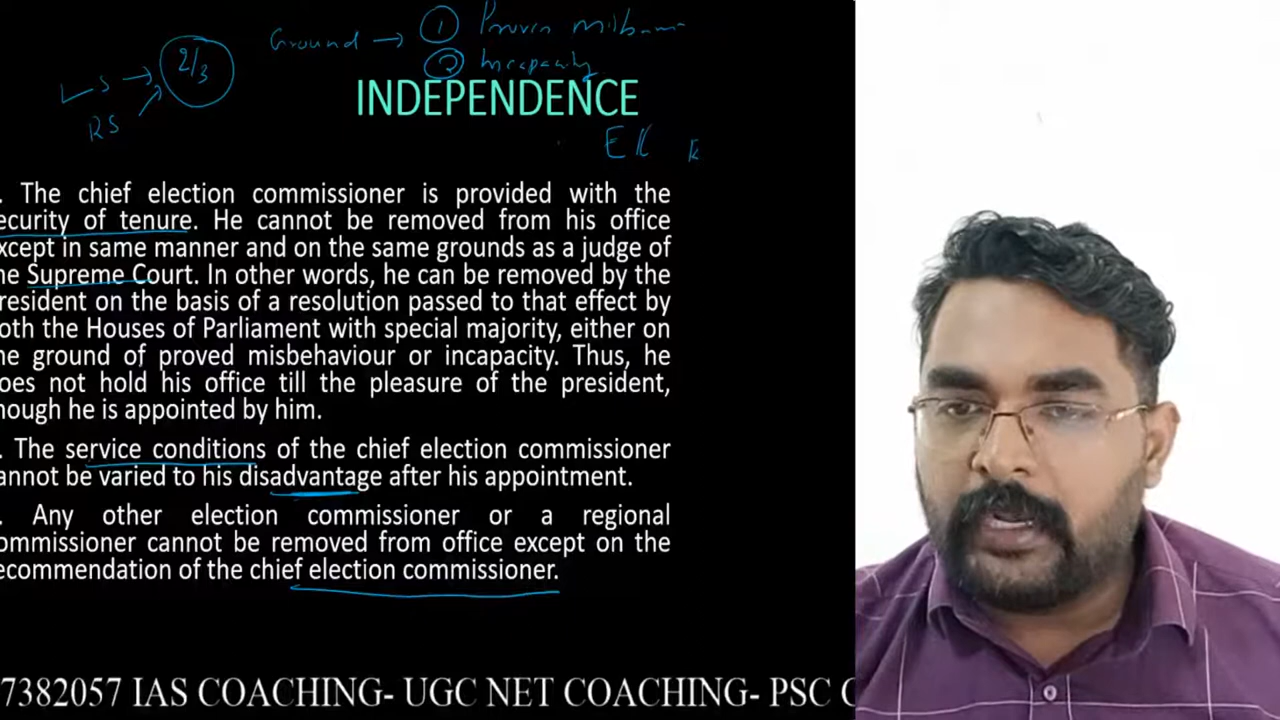 Ground → ① Proven
② Incapacity
LS → 2/3
RS
INDEPENDENCE
. The chief election commissioner is provided with the
ecurity of tenure. He cannot be removed from his office
xcept in same manner and on the same grounds as a judge of
he Supreme Court. In other words, he can be removed by the
resident on the basis of a resolution passed to that effect by
oth the Houses of Parliament with special majority, either on
he ground of proved misbehaviour or incapacity. Thus, he
oes not hold his office till the pleasure of the president,
hough he is appointed by him.
. The service conditions of the chief election commissioner
annot be varied to his disadvantage after his appointment.
. Any other election commissioner or a regional
ommissioner cannot be removed from office except on the
ecommendation of the chief election commissioner.
7382057 IAS COACHING- UGC NET COACHING- PSC C